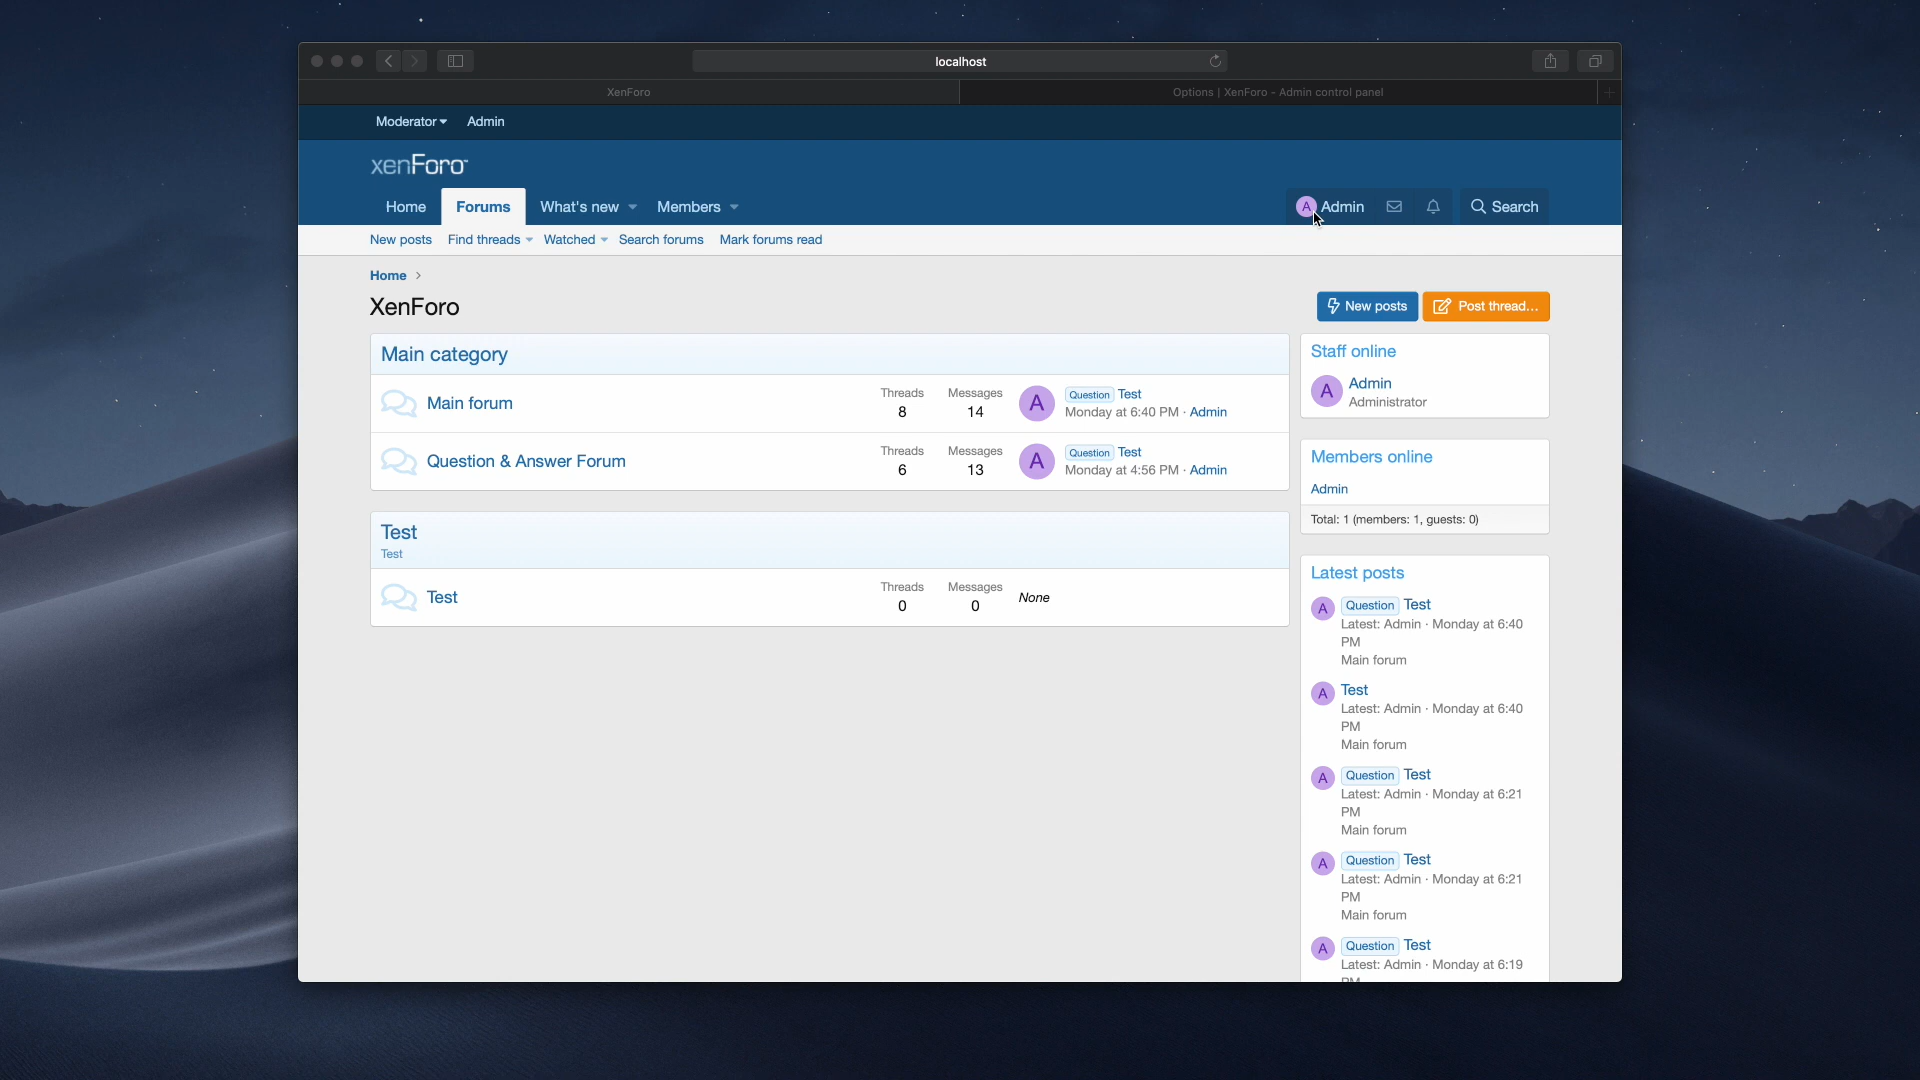 localhost
XenForo
Options | XenForo - Admin control panel
Moderator Admin
xenForo
Home Forums What's new Members A Admin Search
New posts Find threads Watched Search forums Mark forums read
Home
XenForo
New posts Post thread...
Main category
Main forum
Threads
8
Messages
14
A
Question Test
Monday at 6:40 PM · Admin
Question & Answer Forum
Threads
6
Messages
13
A
Question Test
Monday at 4:56 PM · Admin
Test
Test
Test
Threads
0
Messages
0
None
Staff online
A
Admin
Administrator
Members online
Admin
Total: 1 (members: 1, guests: 0)
Latest posts
A Question Test
Latest: Admin · Monday at 6:40
PM
Main forum
A Test
Latest: Admin · Monday at 6:40
PM
Main forum
A Question Test
Latest: Admin · Monday at 6:21
PM
Main forum
A Question Test
Latest: Admin · Monday at 6:21
PM
Main forum
A Question Test
Latest: Admin · Monday at 6:19
PM